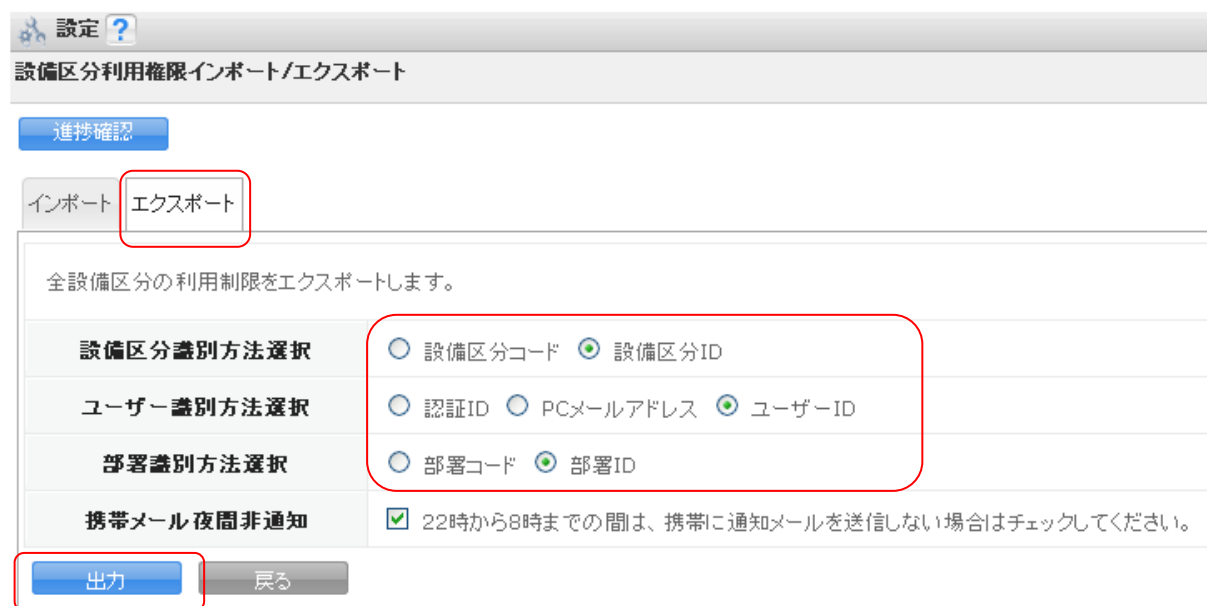 設定 ?
設備区分利用権限インポート/エクスポート
進捗確認
インポート エクスポート
全設備区分の利用制限をエクスポートします。
設備区分識別方法選択 設備区分コード 設備区分ID
ユーザー識別方法選択 認証ID PCメールアドレス ユーザーID
部署識別方法選択 部署コード 部署ID
携帯メール夜間非通知 22時から8時までの間は、携帯に通知メールを送信しない場合はチェックしてください。
出力 戻る